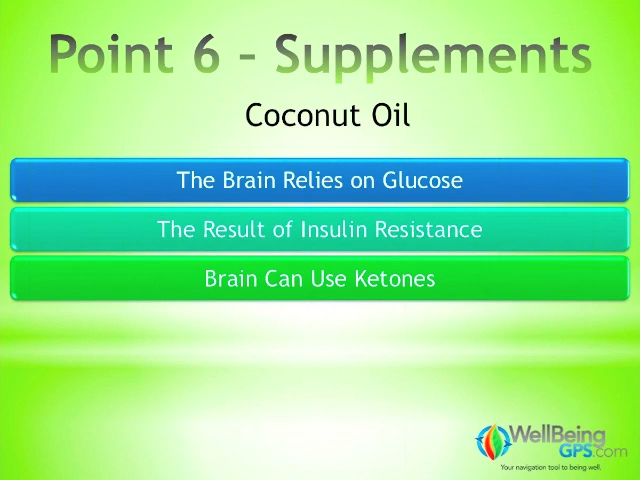 Point 6 - Supplements
Coconut Oil
The Brain Relies on Glucose
The Result of Insulin Resistance
Brain Can Use Ketones
WellBeing
GPS.com
Your navigation tool to being well.